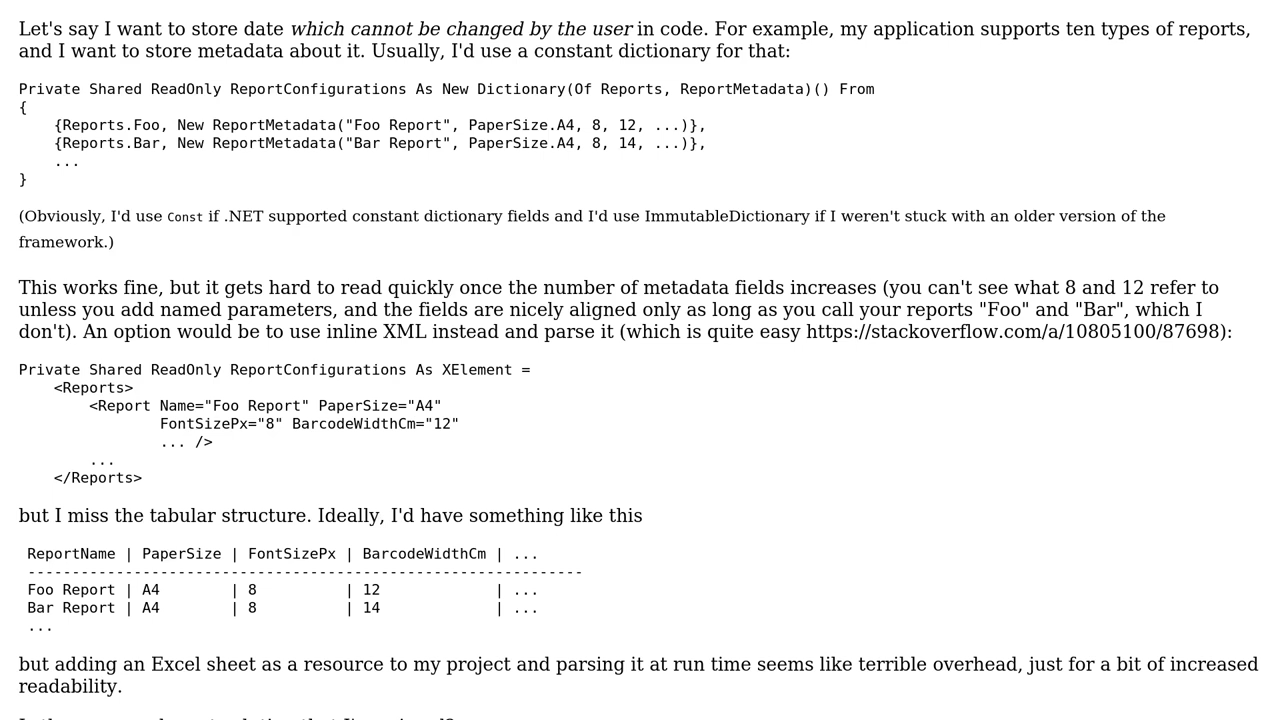 Let's say I want to store date which cannot be changed by the user in code. For example, my application supports ten types of reports,
and I want to store metadata about it. Usually, I'd use a constant dictionary for that:
Private Shared ReadOnly ReportConfigurations As New Dictionary(Of Reports, ReportMetadata)() From
{
    {Reports.Foo, New ReportMetadata("Foo Report", PaperSize.A4, 8, 12, ...)},
    {Reports.Bar, New ReportMetadata("Bar Report", PaperSize.A4, 8, 14, ...)},
    ...
}
(Obviously, I'd use Const if .NET supported constant dictionary fields and I'd use ImmutableDictionary if I weren't stuck with an older version of the
framework.)
This works fine, but it gets hard to read quickly once the number of metadata fields increases (you can't see what 8 and 12 refer to
unless you add named parameters, and the fields are nicely aligned only as long as you call your reports "Foo" and "Bar", which I
don't). An option would be to use inline XML instead and parse it (which is quite easy https://stackoverflow.com/a/10805100/87698):
Private Shared ReadOnly ReportConfigurations As XElement =
    <Reports>
        <Report Name="Foo Report" PaperSize="A4"
                FontSizePx="8" BarcodeWidthCm="12"
                ... />
        ...
    </Reports>
but I miss the tabular structure. Ideally, I'd have something like this
 ReportName | PaperSize | FontSizePx | BarcodeWidthCm | ...
 ---------------------------------------------------------------
 Foo Report | A4        | 8          | 12             | ...
 Bar Report | A4        | 8          | 14             | ...
 ...
but adding an Excel sheet as a resource to my project and parsing it at run time seems like terrible overhead, just for a bit of increased
readability.